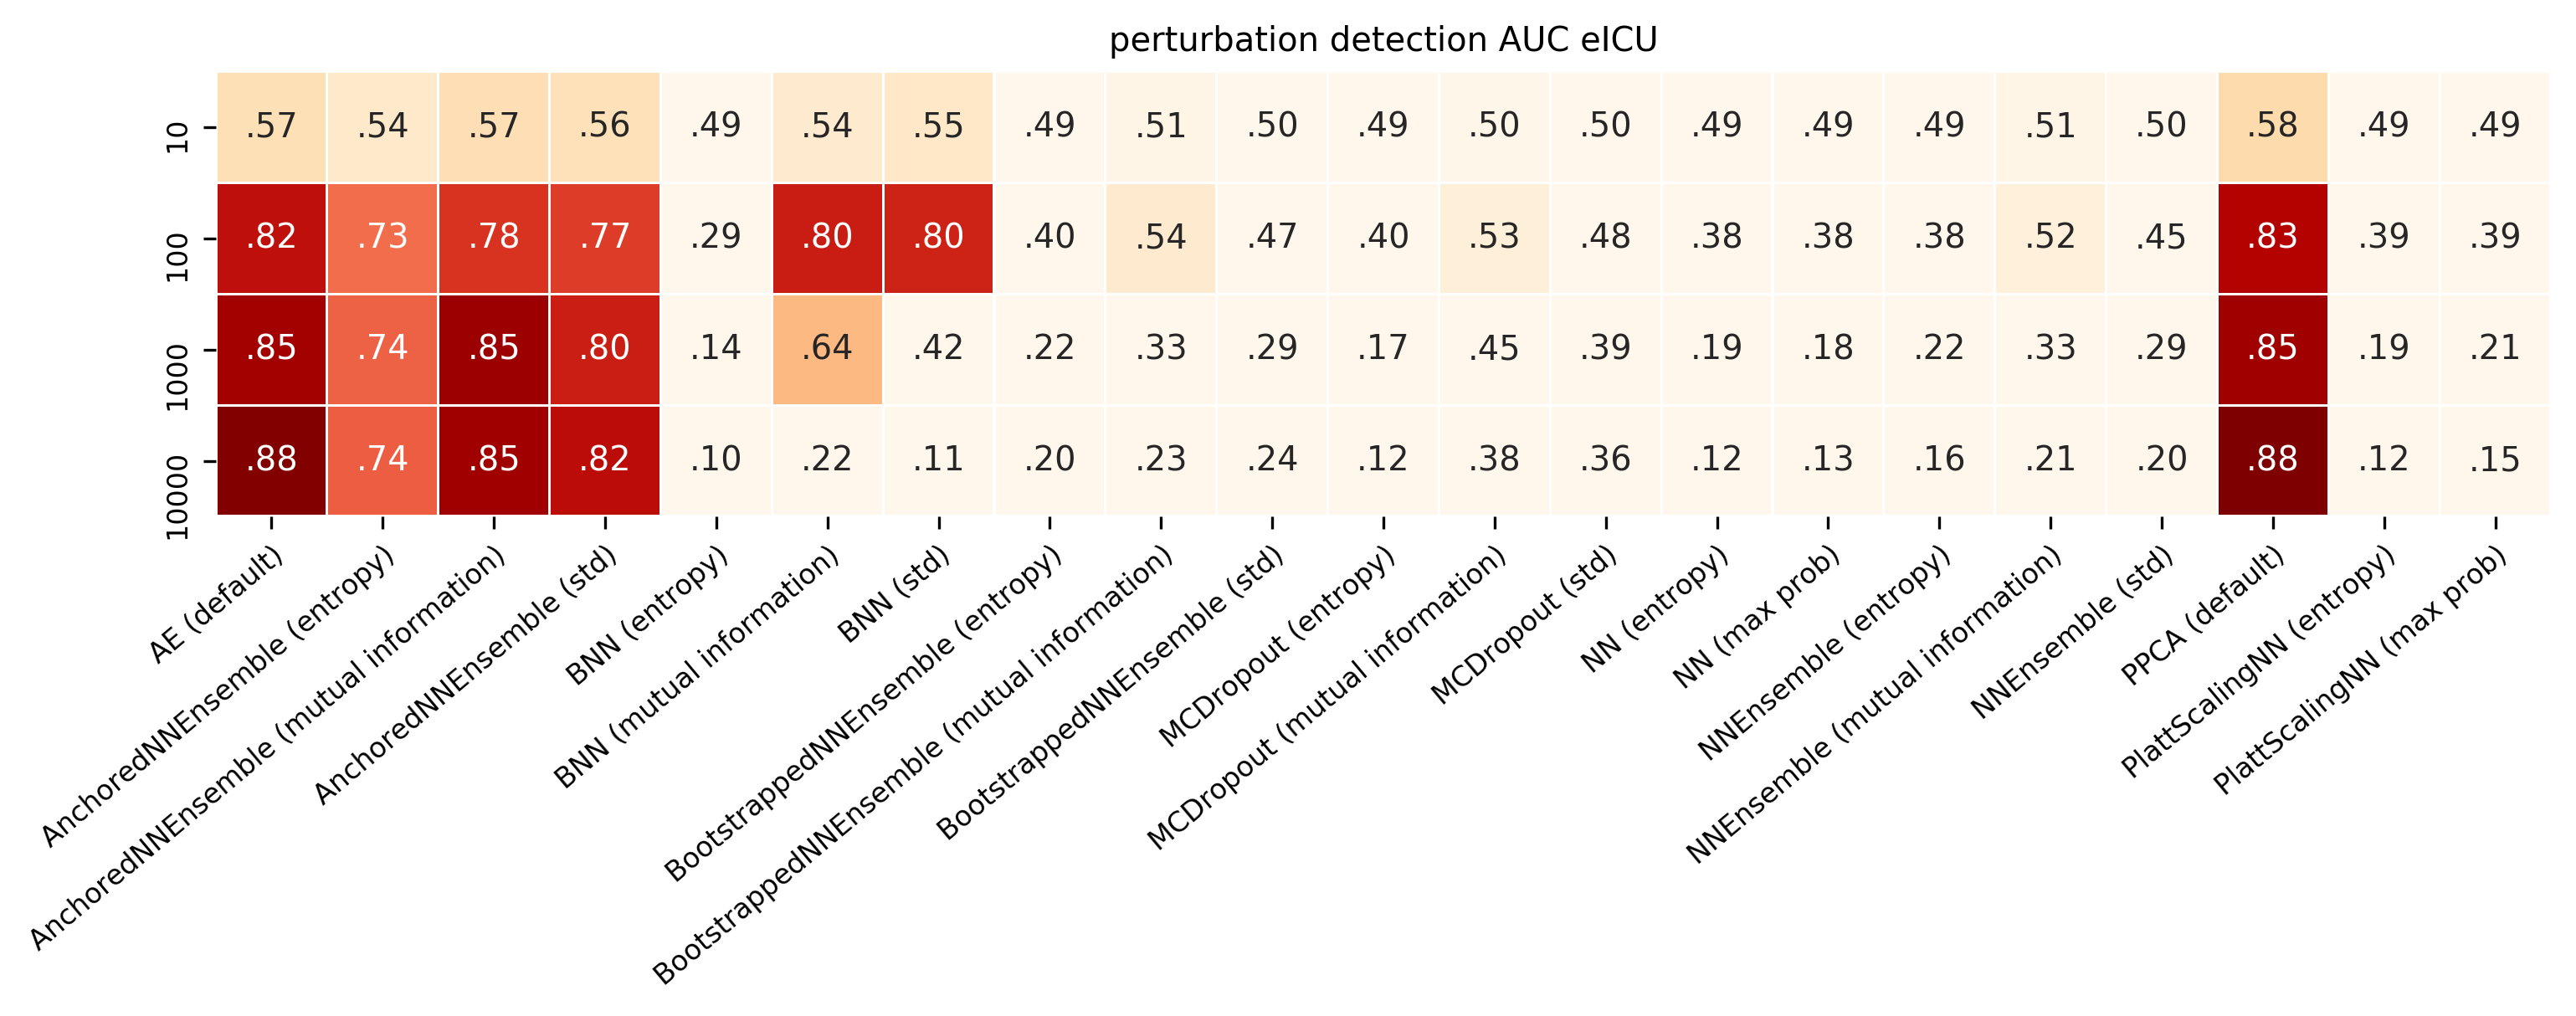 perturbation detection AUC eICU
10 .57 .54 .57 .56 .49 .54 .55 .49 .51 .50 .49 .50 .50 .49 .49 .49 .51 .50 .58 .49 .49
100 .82 .73 .78 .77 .29 .80 .80 .40 .54 .47 .40 .53 .48 .38 .38 .38 .52 .45 .83 .39 .39
1000 .85 .74 .85 .80 .14 .64 .42 .22 .33 .29 .17 .45 .39 .19 .18 .22 .33 .29 .85 .19 .21
10000 .88 .74 .85 .82 .10 .22 .11 .20 .23 .24 .12 .38 .36 .12 .13 .16 .21 .20 .88 .12 .15
AE (default)
AnchoredNNEnsemble (entropy)
AnchoredNNEnsemble (mutual information)
AnchoredNNEnsemble (std)
BNN (entropy)
BNN (mutual information)
BNN (std)
BootstrappedNNEnsemble (entropy)
BootstrappedNNEnsemble (mutual information)
BootstrappedNNEnsemble (std)
MCDropout (entropy)
MCDropout (mutual information)
MCDropout (std)
NN (entropy)
NN (max prob)
NNEnsemble (entropy)
NNEnsemble (mutual information)
NNEnsemble (std)
PPCA (default)
PlattScalingNN (entropy)
PlattScalingNN (max prob)